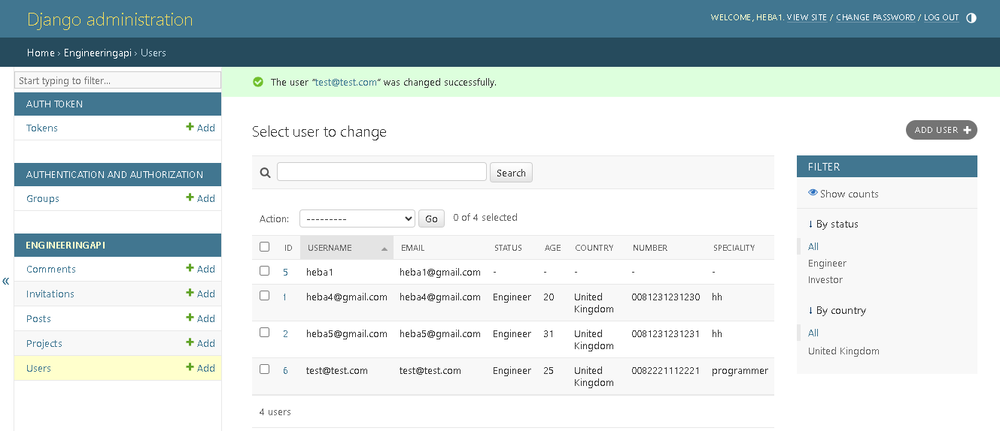 Django administration
WELCOME, HEBA1. VIEW SITE / CHANGE PASSWORD / LOG OUT
Home › Engineeringapi › Users
Start typing to filter...
AUTH TOKEN
Tokens + Add
AUTHENTICATION AND AUTHORIZATION
Groups + Add
ENGINEERINGAPI
Comments + Add
Invitations + Add
Posts + Add
Projects + Add
Users + Add
«
The user “test@test.com” was changed successfully.
Select user to change
ADD USER +
Search
Action: --------- Go 0 of 4 selected
ID USERNAME EMAIL STATUS AGE COUNTRY NUMBER SPECIALITY
5 heba1 heba1@gmail.com - - - - -
1 heba4@gmail.com heba4@gmail.com Engineer 20 United Kingdom 0081231231230 hh
2 heba5@gmail.com heba5@gmail.com Engineer 31 United Kingdom 0081231231231 hh
6 test@test.com test@test.com Engineer 25 United Kingdom 0082221112221 programmer
4 users
FILTER
Show counts
↓ By status
All
Engineer
Investor
↓ By country
All
United Kingdom